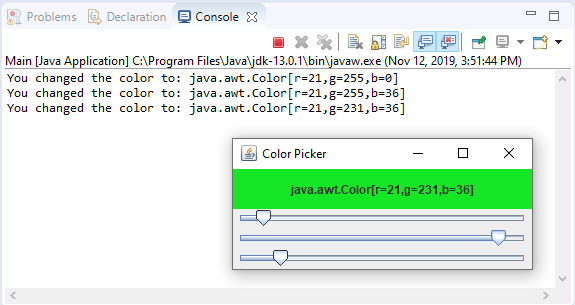 Problems Declaration Console
Main [Java Application] C:\Program Files\Java\jdk-13.0.1\bin\javaw.exe (Nov 12, 2019, 3:51:44 PM)
You changed the color to: java.awt.Color[r=21,g=255,b=0]
You changed the color to: java.awt.Color[r=21,g=255,b=36]
You changed the color to: java.awt.Color[r=21,g=231,b=36]
Color Picker
java.awt.Color[r=21,g=231,b=36]